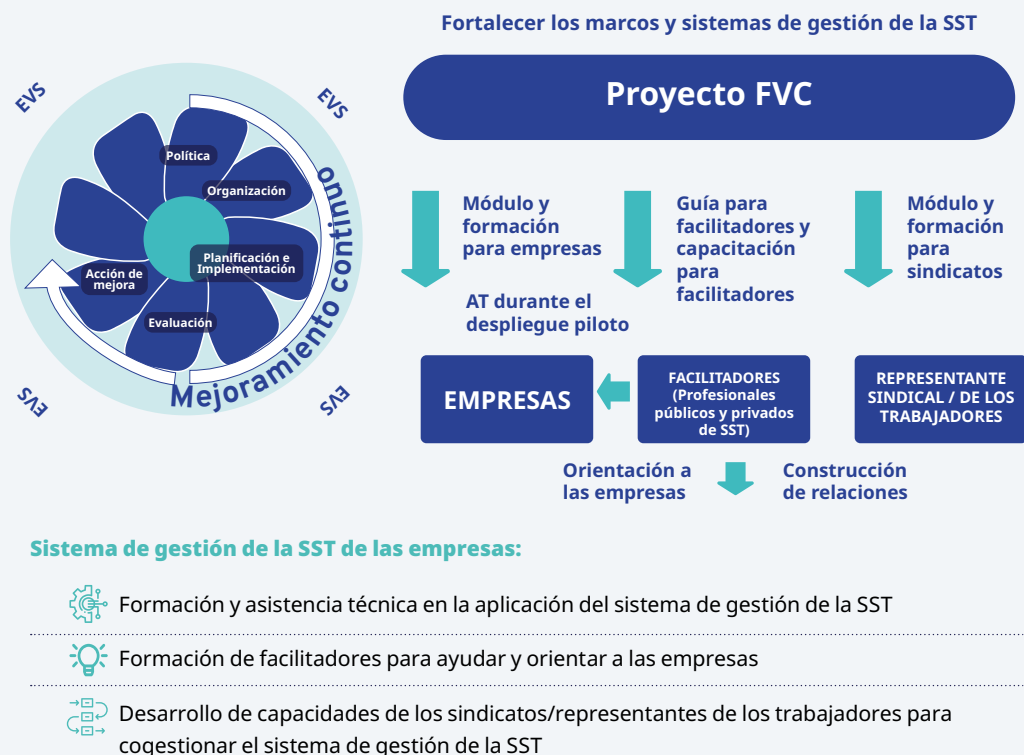 Fortalecer los marcos y sistemas de gestión de la SST
Proyecto FVC
EVS
EVS
EVS
EVS
Política
Organización
Planificación e
Implementación
Evaluación
Acción de
mejora
Mejoramiento continuo
Módulo y
formación
para empresas
AT durante el
despliegue piloto
Guía para
facilitadores y
capacitación
para
facilitadores
Módulo y
formación
para
sindicatos
EMPRESAS
FACILITADORES
(Profesionales
públicos y privados
de SST)
REPRESENTANTE
SINDICAL / DE LOS
TRABAJADORES
Orientación a
las empresas
Construcción
de relaciones
Sistema de gestión de la SST de las empresas:
Formación y asistencia técnica en la aplicación del sistema de gestión de la SST
Formación de facilitadores para ayudar y orientar a las empresas
Desarrollo de capacidades de los sindicatos/representantes de los trabajadores para
cogestionar el sistema de gestión de la SST